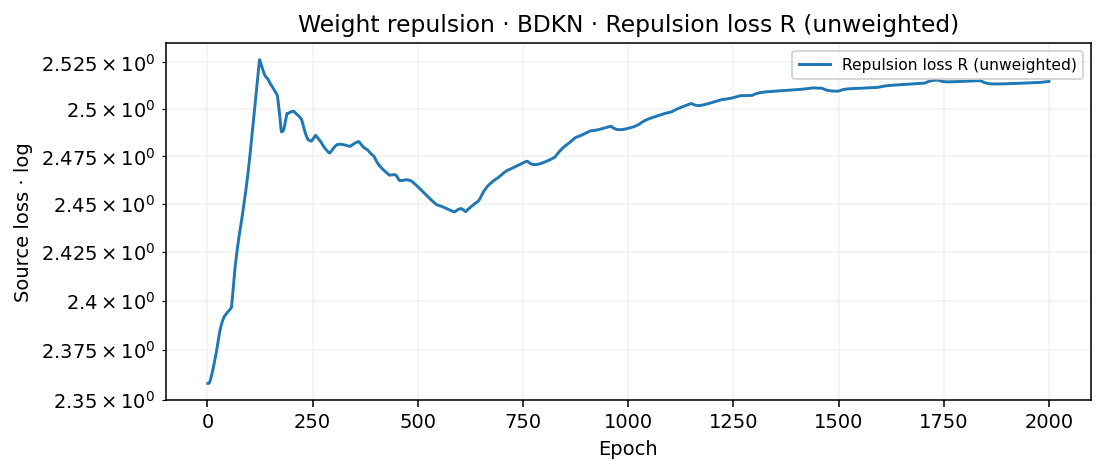 Weight repulsion · BDKN · Repulsion loss R (unweighted)
Source loss · log
2.525 × 10⁰
2.5 × 10⁰
2.475 × 10⁰
2.45 × 10⁰
2.425 × 10⁰
2.4 × 10⁰
2.375 × 10⁰
2.35 × 10⁰
Repulsion loss R (unweighted)
0 250 500 750 1000 1250 1500 1750 2000
Epoch